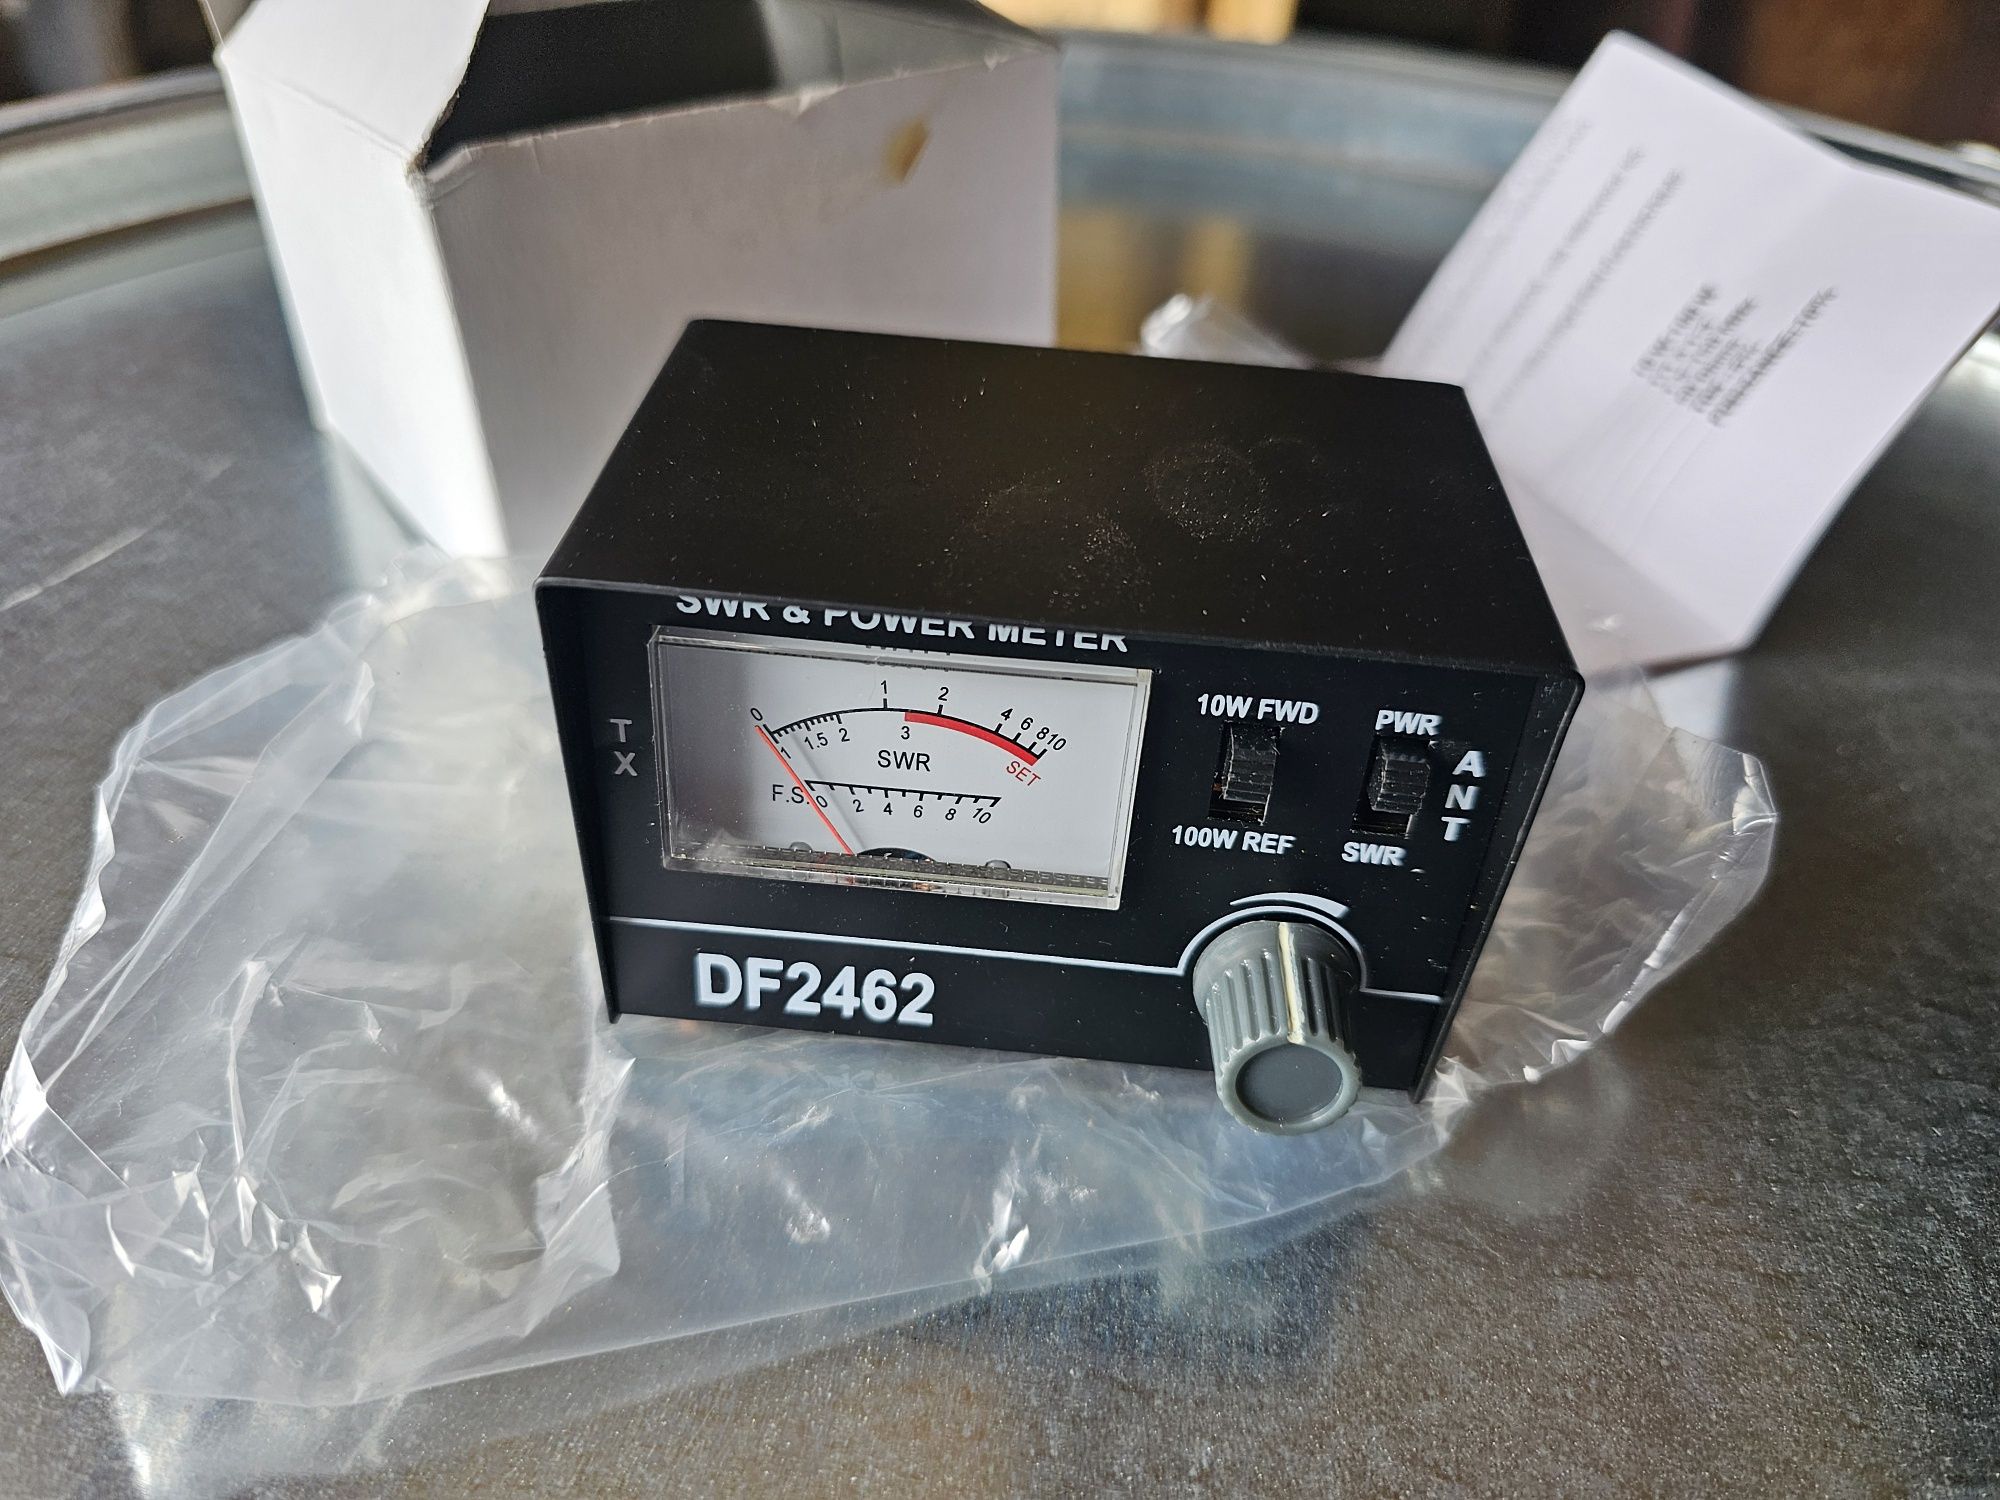 SWR & POWER METER
T
X
0 1 2 4 6 8 10
1 1.5 2 3
SWR
SET
F.S. 0 2 4 6 8 10
10W FWD
PWR
100W REF
SWR
A
N
T
DF2462